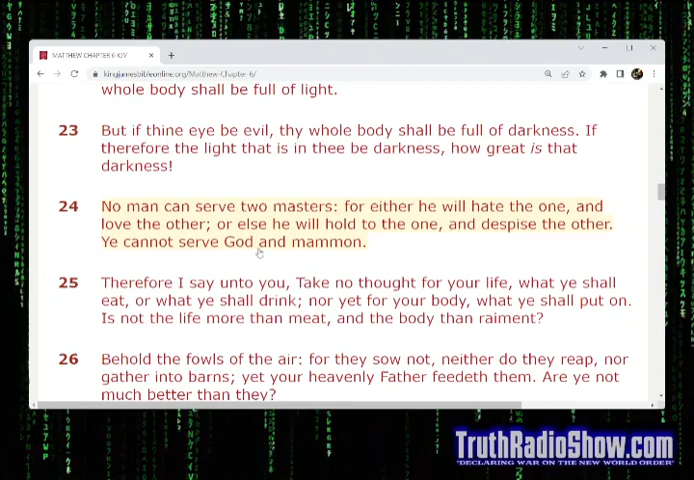 MATTHEW CHAPTER 6 KJV
kingjamesbibleonline.org/Matthew-Chapter-6/
whole body shall be full of light.
23 But if thine eye be evil, thy whole body shall be full of darkness. If
therefore the light that is in thee be darkness, how great is that
darkness!
24 No man can serve two masters: for either he will hate the one, and
love the other; or else he will hold to the one, and despise the other.
Ye cannot serve God and mammon.
25 Therefore I say unto you, Take no thought for your life, what ye shall
eat, or what ye shall drink; nor yet for your body, what ye shall put on.
Is not the life more than meat, and the body than raiment?
26 Behold the fowls of the air: for they sow not, neither do they reap, nor
gather into barns; yet your heavenly Father feedeth them. Are ye not
much better than they?
TruthRadioShow.com
"DECLARING WAR ON THE NEW WORLD ORDER"